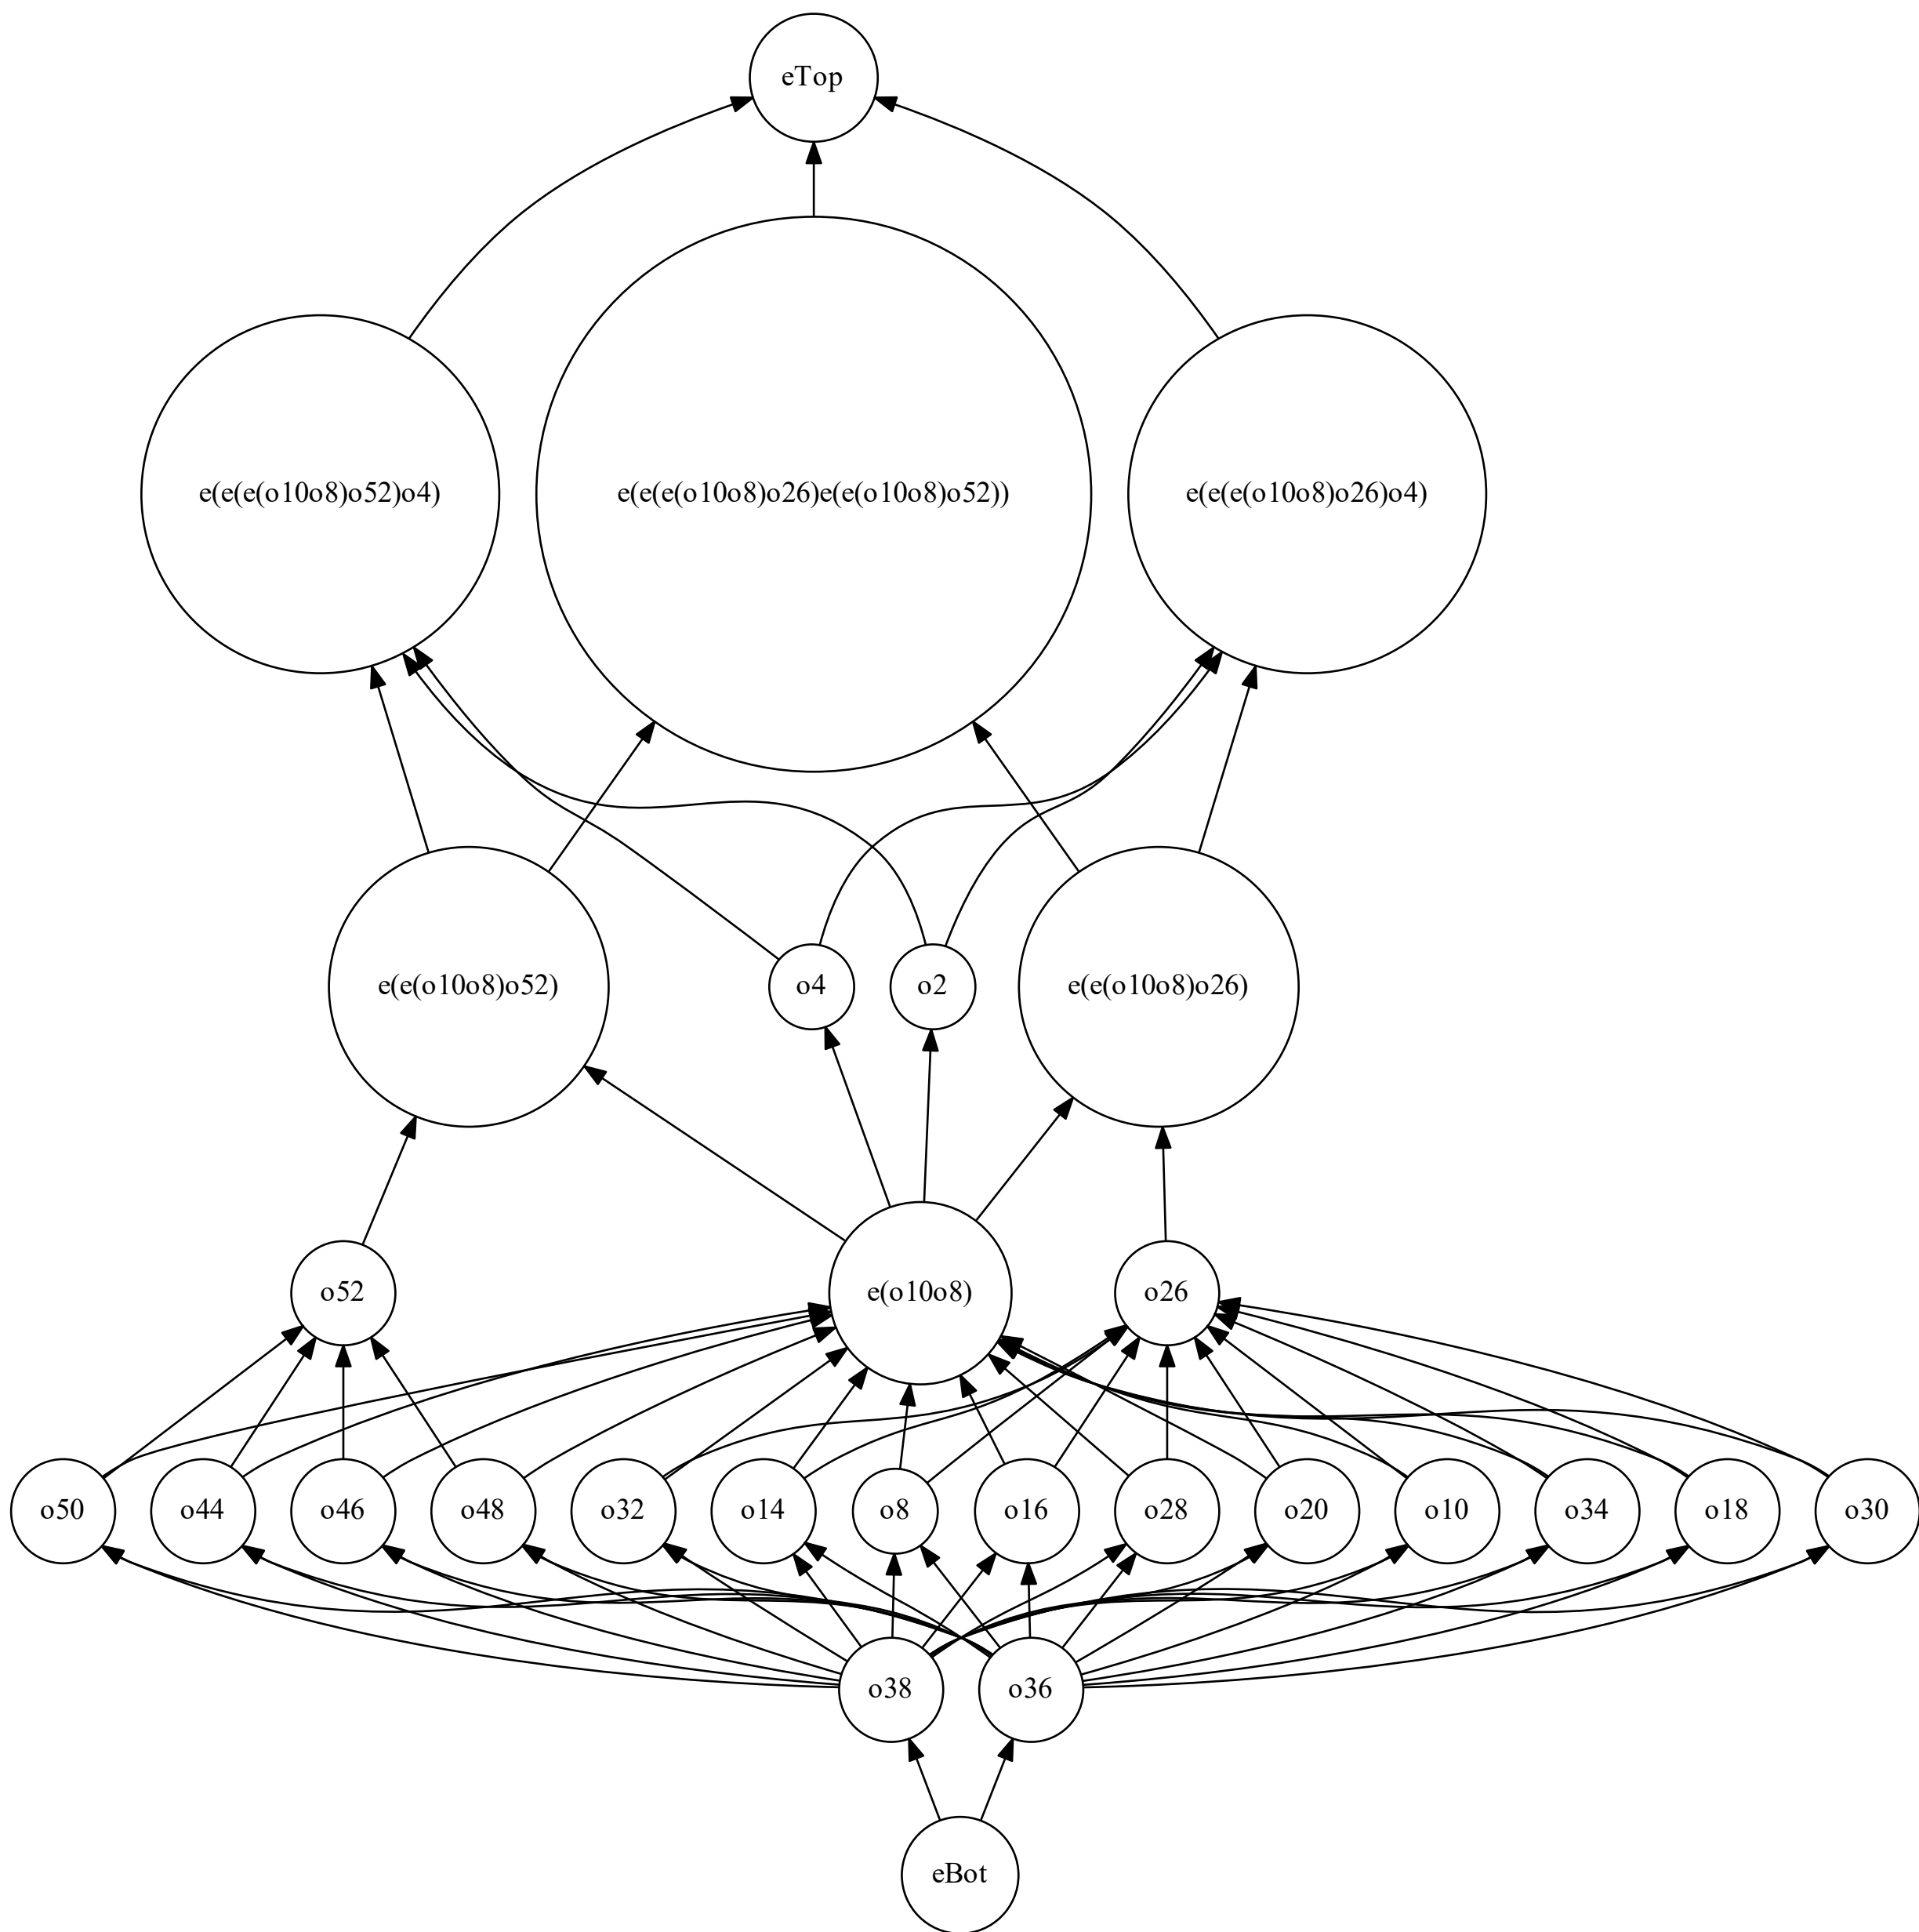 eTop
e(e(e(o10o8)o52)o4)
e(e(e(o10o8)o26)e(e(o10o8)o52))
e(e(e(o10o8)o26)o4)
e(e(o10o8)o52)
o4
o2
e(e(o10o8)o26)
o52
e(o10o8)
o26
o50
o44
o46
o48
o32
o14
o8
o16
o28
o20
o10
o34
o18
o30
o38
o36
eBot